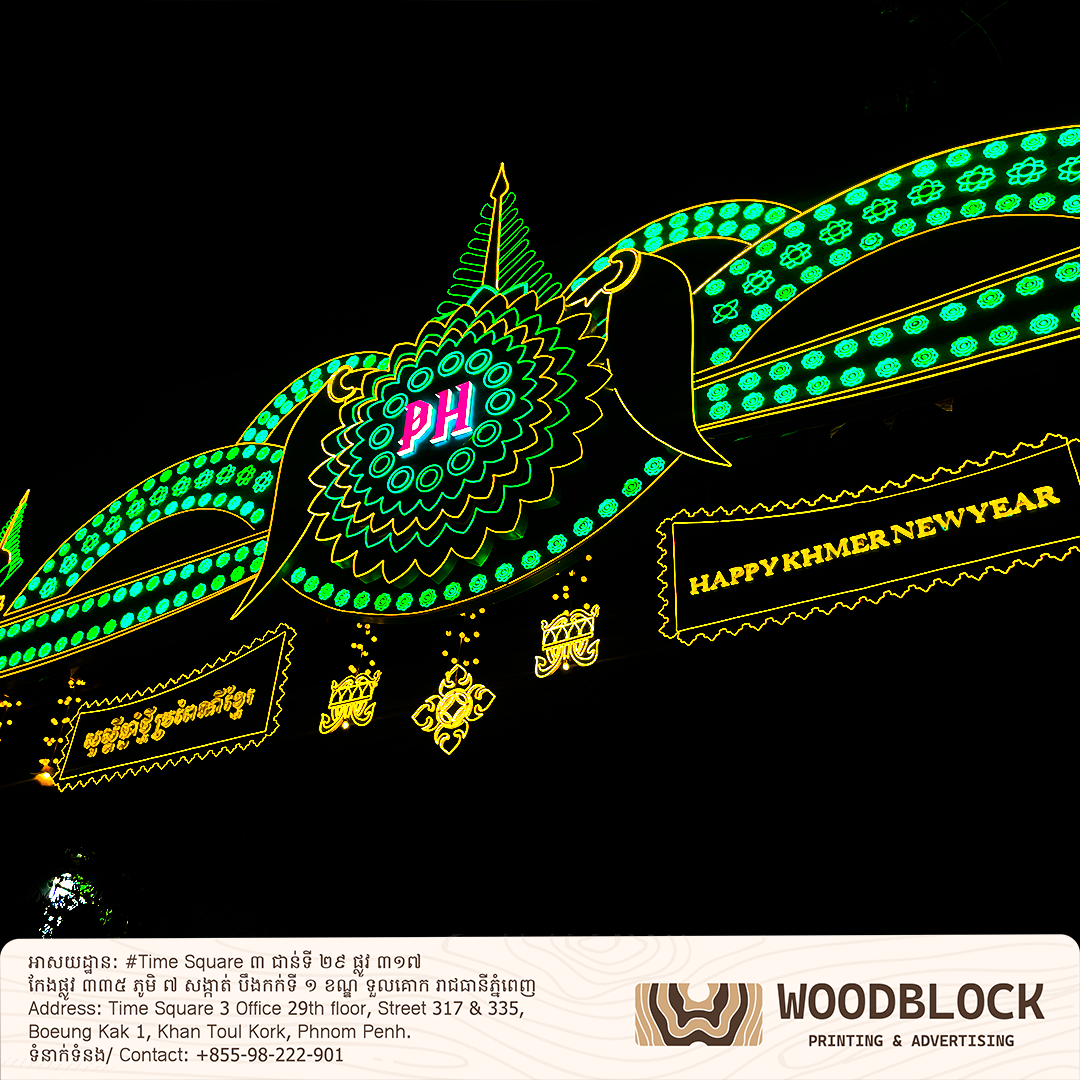 PH
HAPPY KHMER NEW YEAR
សួស្តីឆ្នាំថ្មីប្រពៃណីខ្មែរ
អាសយដ្ឋាន: #Time Square ៣ ជាន់ទី ២៩ ផ្លូវ ៣១៧
កែងផ្លូវ ៣៣៥ ភូមិ ៧ សង្កាត់ បឹងកក់ទី ១ ខណ្ឌ ទួលគោក រាជធានីភ្នំពេញ
Address: Time Square 3 Office 29th floor, Street 317 & 335,
Boeung Kak 1, Khan Toul Kork, Phnom Penh.
ទំនាក់ទំនង/ Contact: +855-98-222-901
WOODBLOCK
PRINTING & ADVERTISING